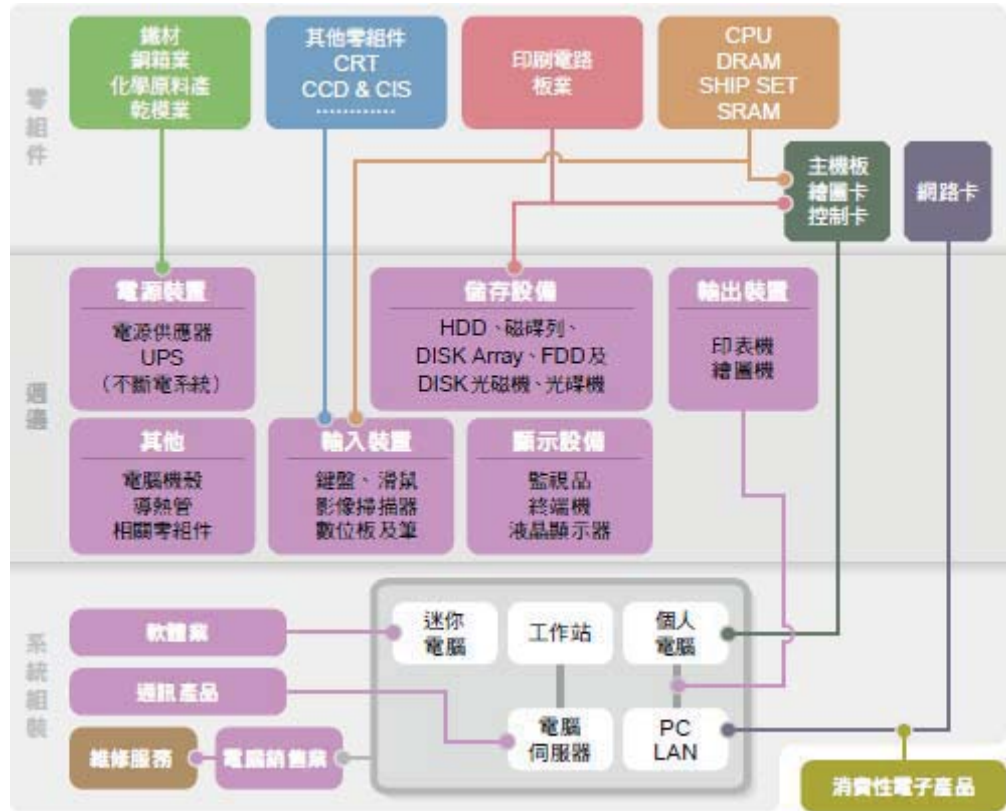 零組件
鐵材
銅箱業
化學原料產
乾模業
其他零組件
CRT
CCD & CIS
............
印刷電路
板業
CPU
DRAM
SHIP SET
SRAM
主機板
繪圖卡
控制卡
網路卡
週邊
電源裝置
電源供應器
UPS
（不斷電系統）
儲存設備
HDD、磁碟列、
DISK Array、FDD及
DISK光磁機、光碟機
輸出裝置
印表機
繪圖機
其他
電腦機殼
導熱管
相關零組件
輸入裝置
鍵盤、滑鼠
影像掃描器
數位板及筆
顯示設備
監視品
終端機
液晶顯示器
系統組裝
軟體業
通訊產品
維修服務
電腦銷售業
迷你
電腦
工作站
個人
電腦
電腦
伺服器
PC
LAN
消費性電子產品